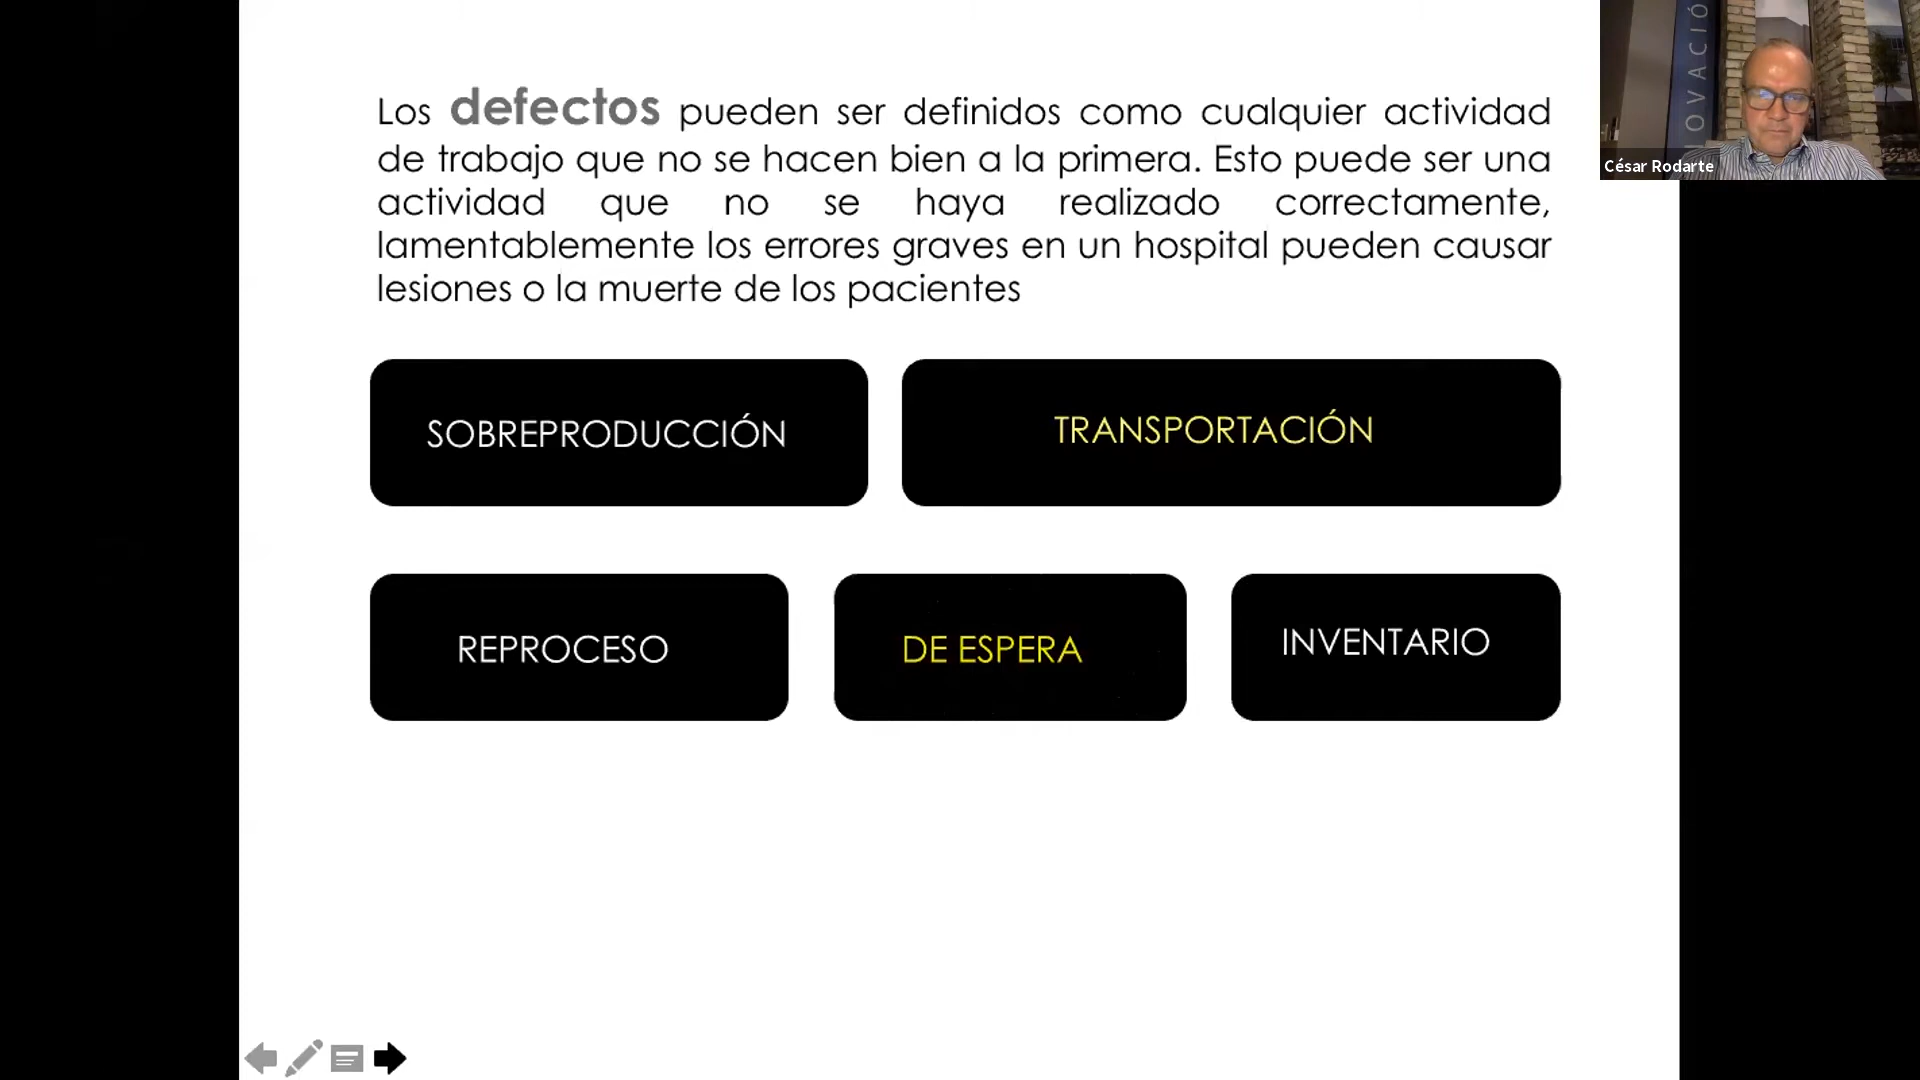 Los defectos pueden ser definidos como cualquier actividad
de trabajo que no se hacen bien a la primera. Esto puede ser una
actividad que no se haya realizado correctamente,
lamentablemente los errores graves en un hospital pueden causar
lesiones o la muerte de los pacientes
SOBREPRODUCCIÓN
TRANSPORTACIÓN
REPROCESO
DE ESPERA
INVENTARIO
OVACIÓ
César Rodarte